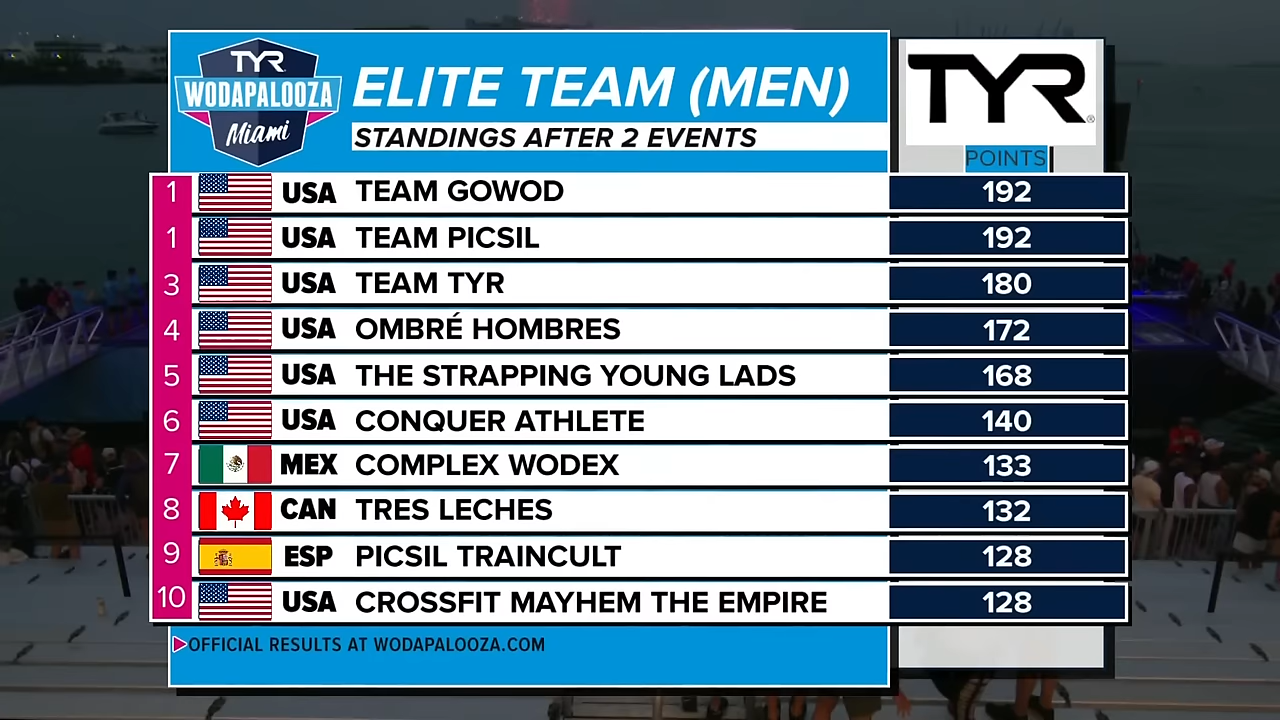 TYR
WODAPALOOZA
Miami
ELITE TEAM (MEN)
STANDINGS AFTER 2 EVENTS
TYR®
POINTS
1 USA TEAM GOWOD 192
1 USA TEAM PICSIL 192
3 USA TEAM TYR 180
4 USA OMBRÉ HOMBRES 172
5 USA THE STRAPPING YOUNG LADS 168
6 USA CONQUER ATHLETE 140
7 MEX COMPLEX WODEX 133
8 CAN TRES LECHES 132
9 ESP PICSIL TRAINCULT 128
10 USA CROSSFIT MAYHEM THE EMPIRE 128
OFFICIAL RESULTS AT WODAPALOOZA.COM